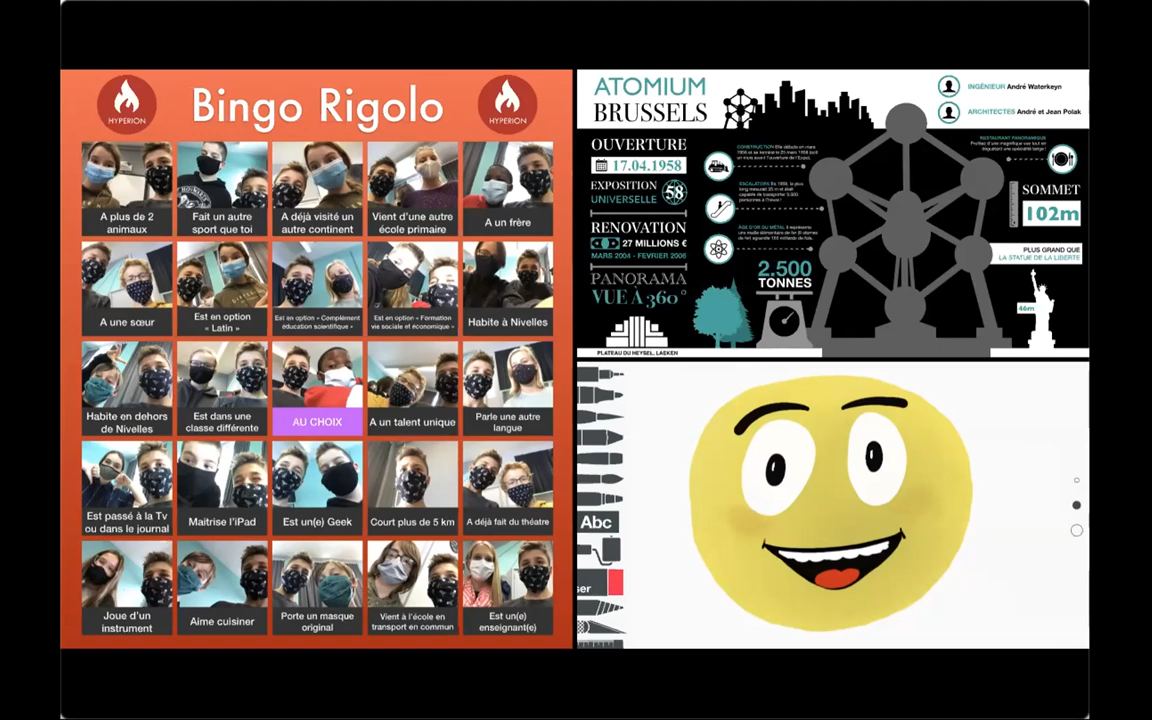 Bingo Rigolo
HYPERION
HYPERION
A plus de 2
animaux
Fait un autre
sport que toi
A déjà visité un
autre continent
Vient d'une autre
école primaire
A un frère
A une sœur
Est en option
« Latin »
Est en option « Complément
éducation scientifique »
Est en option « Formation
vie sociale et économique »
Habite à Nivelles
Habite en dehors
de Nivelles
Est dans une
classe différente
AU CHOIX
A un talent unique
Parle une autre
langue
Est passé à la Tv
ou dans le journal
Maitrise l'iPad
Est un(e) Geek
Court plus de 5 km
A déjà fait du théatre
Joue d'un
instrument
Aime cuisiner
Porte un masque
original
Vient à l'école en
transport en commun
Est un(e)
enseignant(e)
ATOMIUM
BRUSSELS
INGÉNIEUR André Waterkeyn
ARCHITECTES André et Jean Polak
OUVERTURE
17.04.1958
EXPOSITION
UNIVERSELLE
58
RENOVATION
27 MILLIONS €
MARS 2004 - FEVRIER 2006
PANORAMA
VUE À 360°
PLATEAU DU HEYSEL, LAEKEN
2.500
TONNES
RESTAURANT PANORAMIQUE
SOMMET
102m
PLUS GRAND QUE
LA STATUE DE LA LIBERTE
46m
Abc
ser